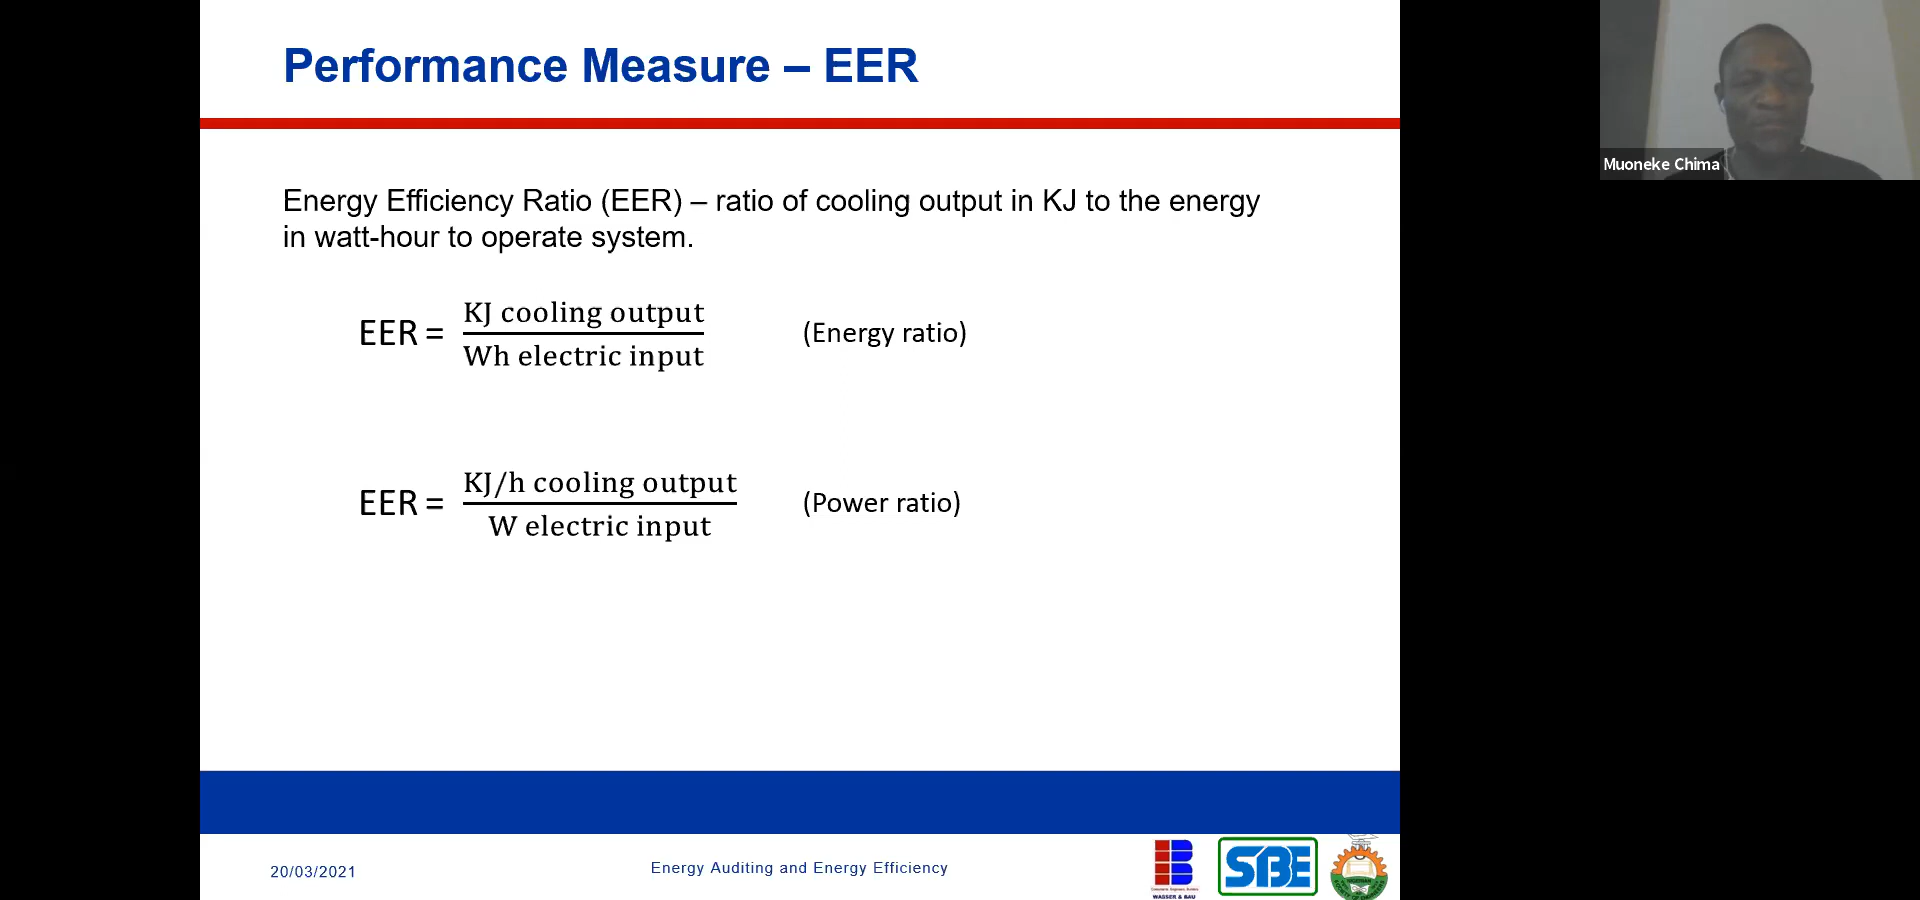 Performance Measure – EER
Muoneke Chima
Energy Efficiency Ratio (EER) – ratio of cooling output in KJ to the energy
in watt-hour to operate system.
EER = KJ cooling output / Wh electric input (Energy ratio)
EER = KJ/h cooling output / W electric input (Power ratio)
20/03/2021
Energy Auditing and Energy Efficiency
WASSER & BAU
SBE